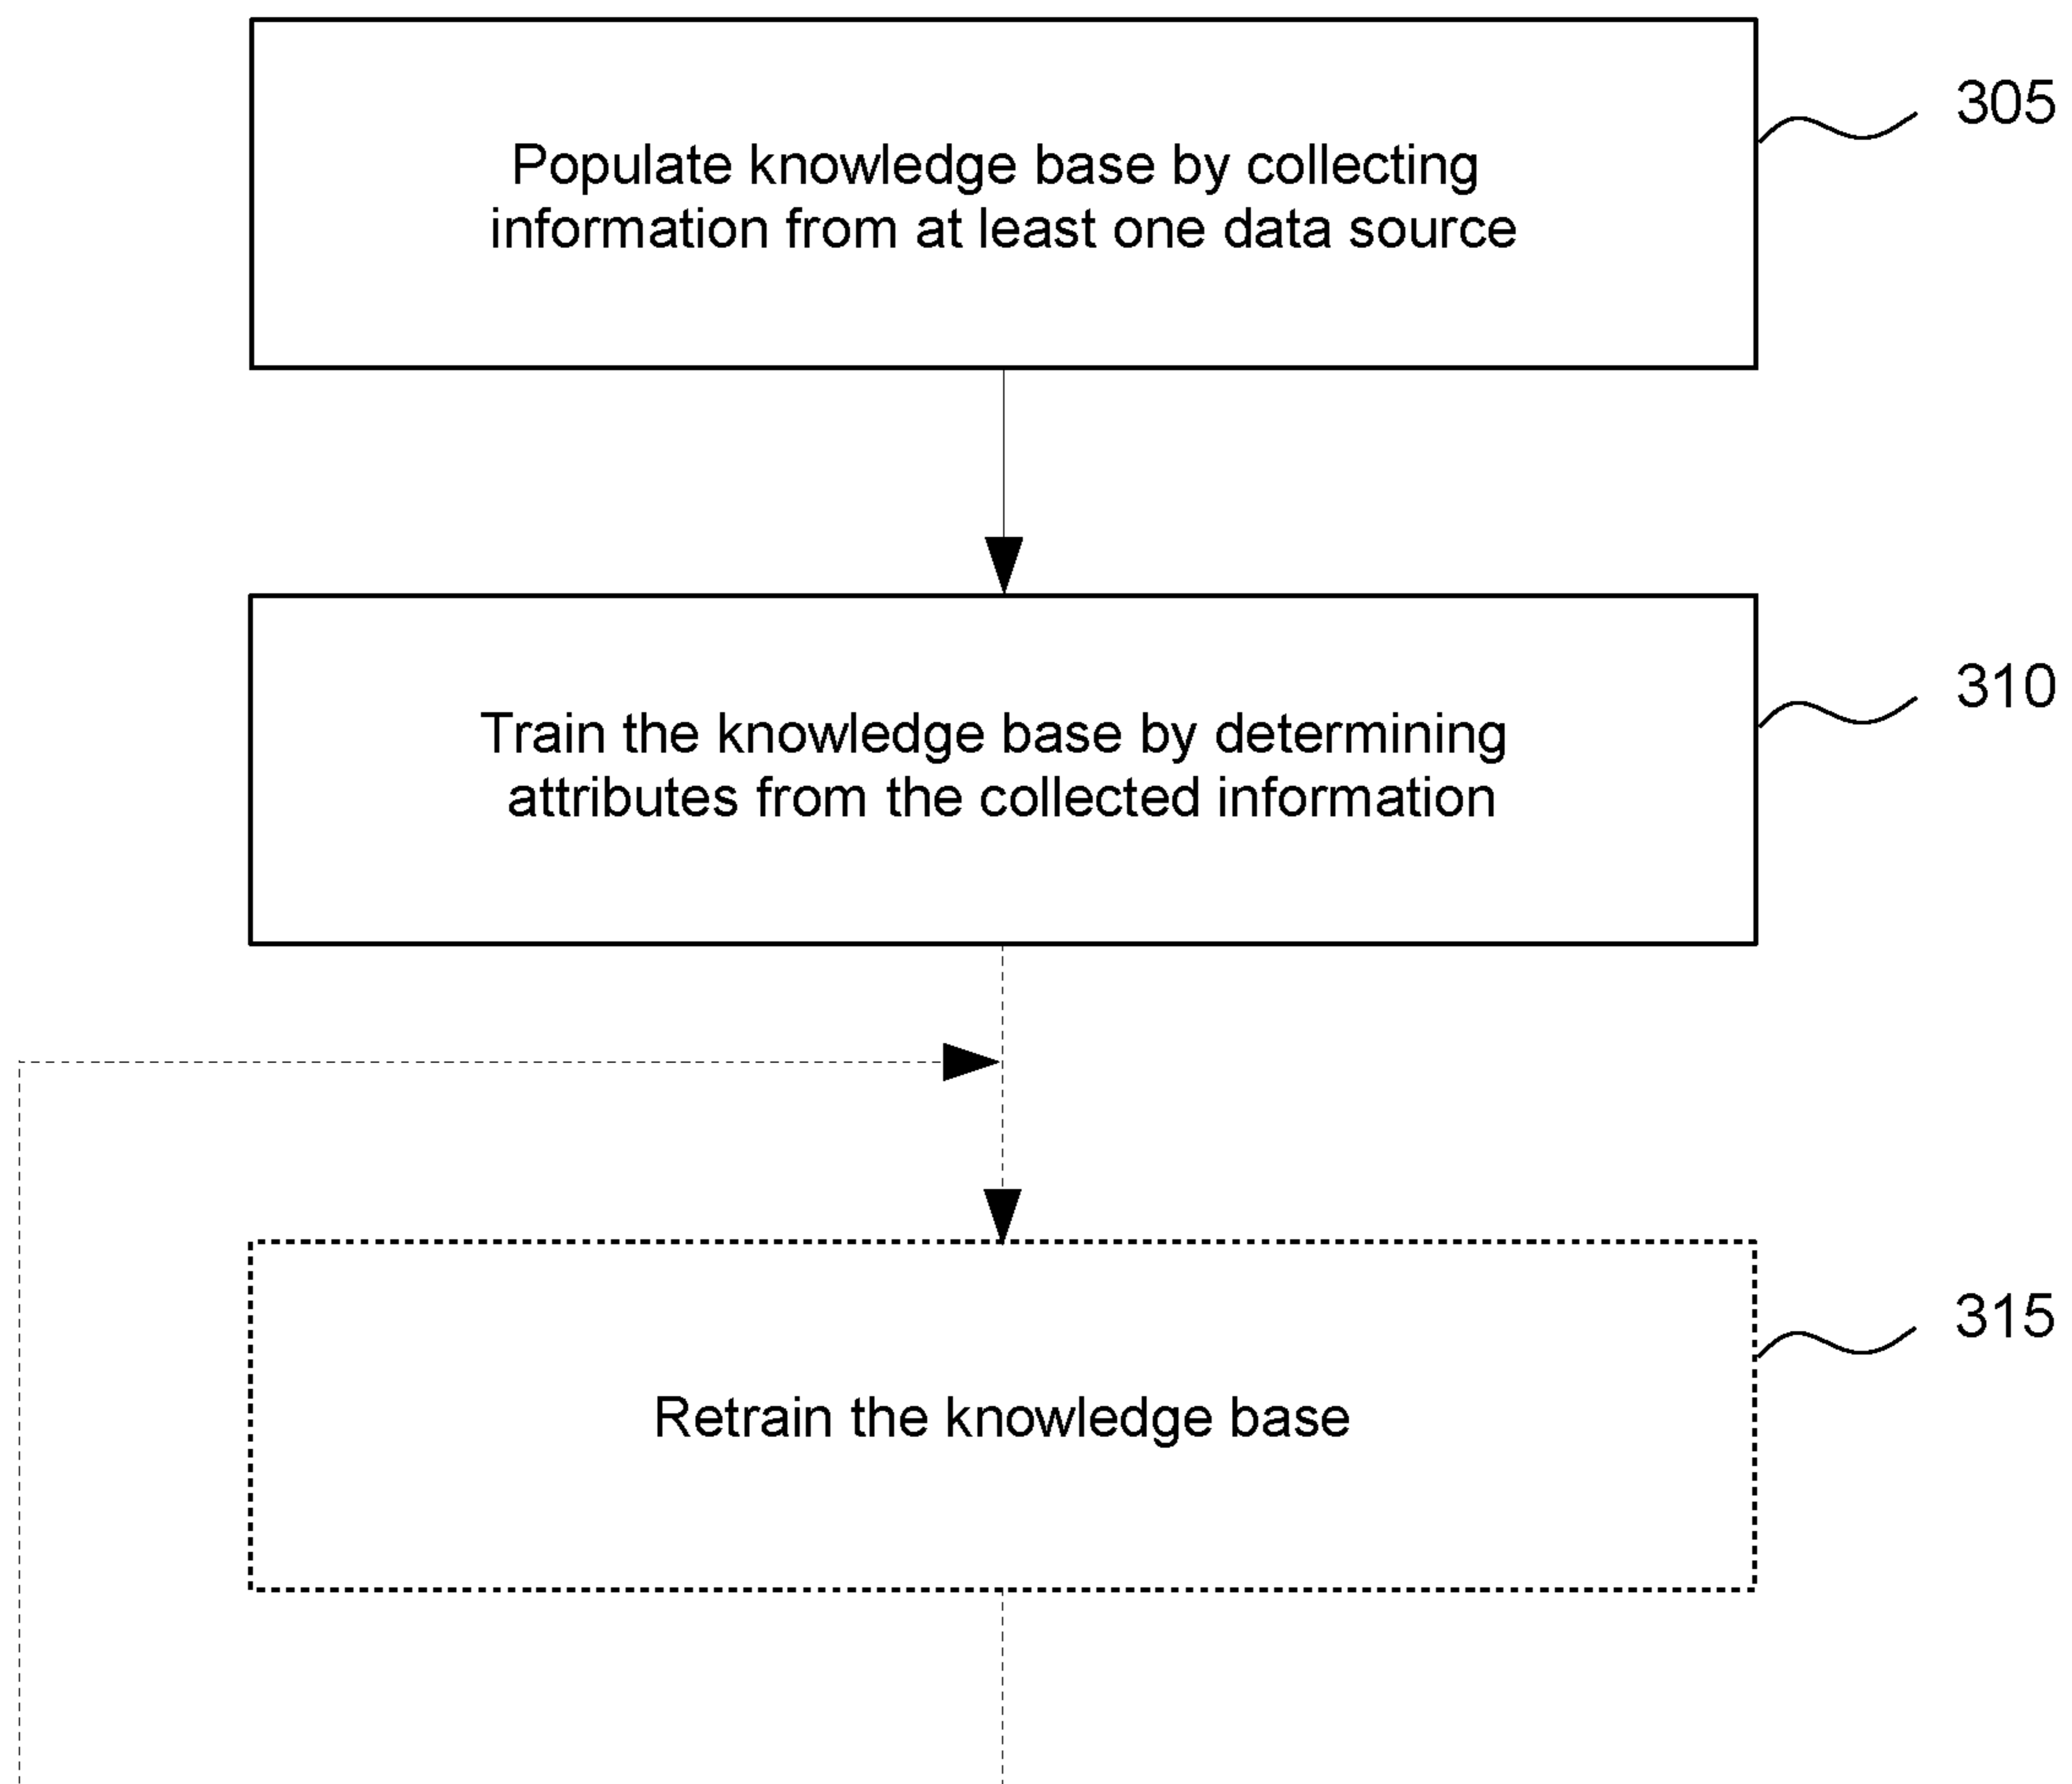 305
Populate knowledge base by collecting
information from at least one data source
310
Train the knowledge base by determining
attributes from the collected information
315
Retrain the knowledge base